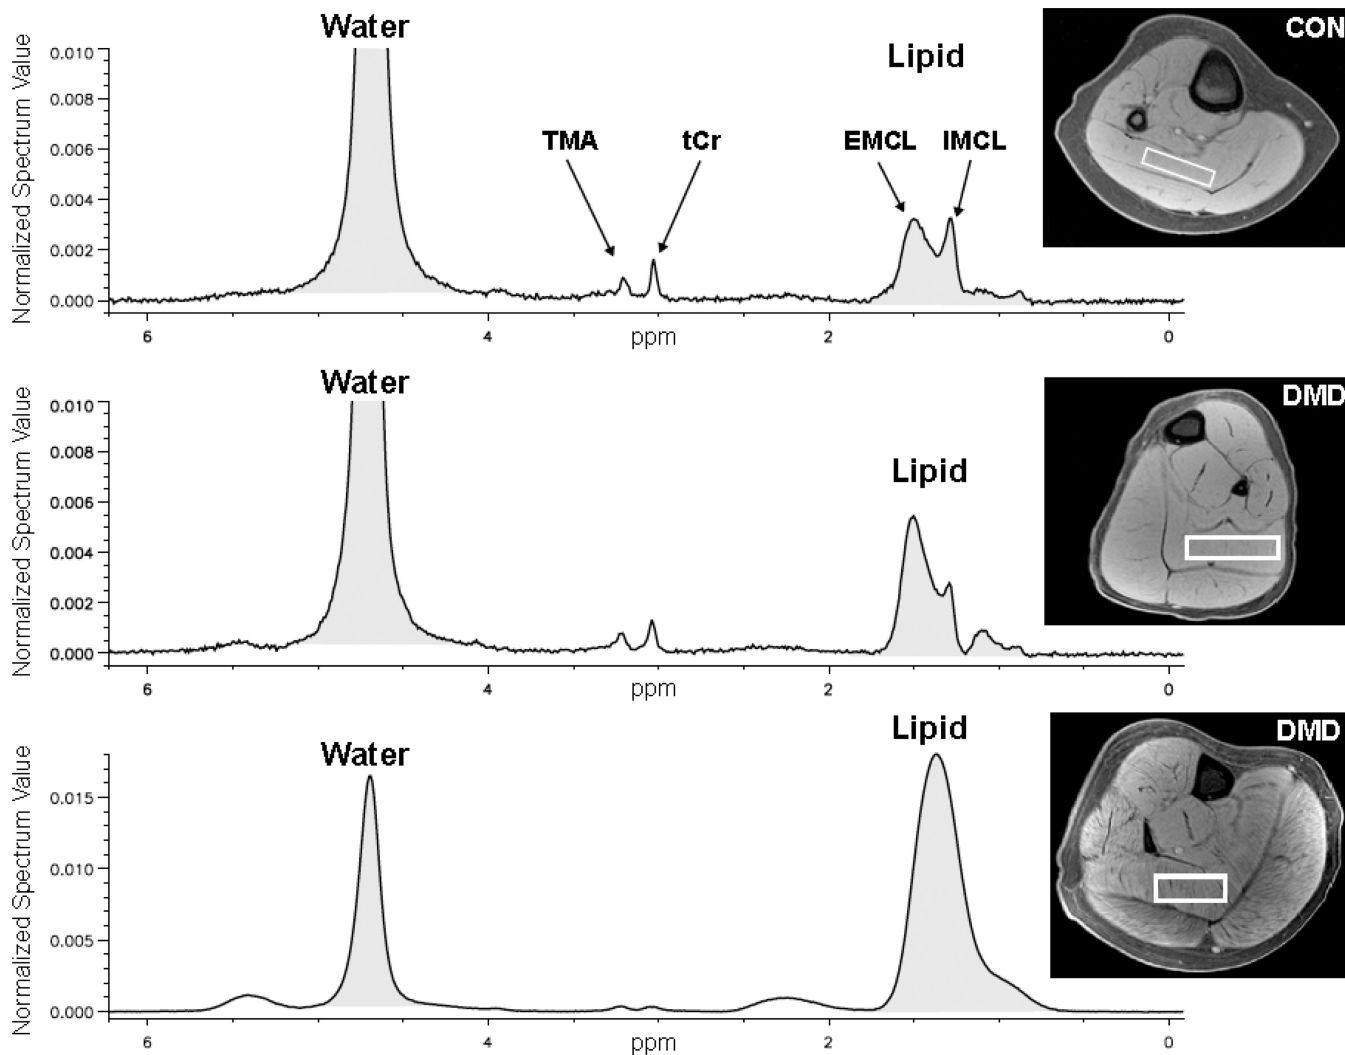 Water
CON
Lipid
TMA
tCr
EMCL
IMCL
Normalized Spectrum Value
0.010
0.008
0.006
0.004
0.002
0.000
6
4
ppm
2
0
Water
DMD
Lipid
Normalized Spectrum Value
0.010
0.008
0.006
0.004
0.002
0.000
6
4
ppm
2
0
Water
Lipid
DMD
Normalized Spectrum Value
0.015
0.010
0.005
0.000
6
4
ppm
2
0